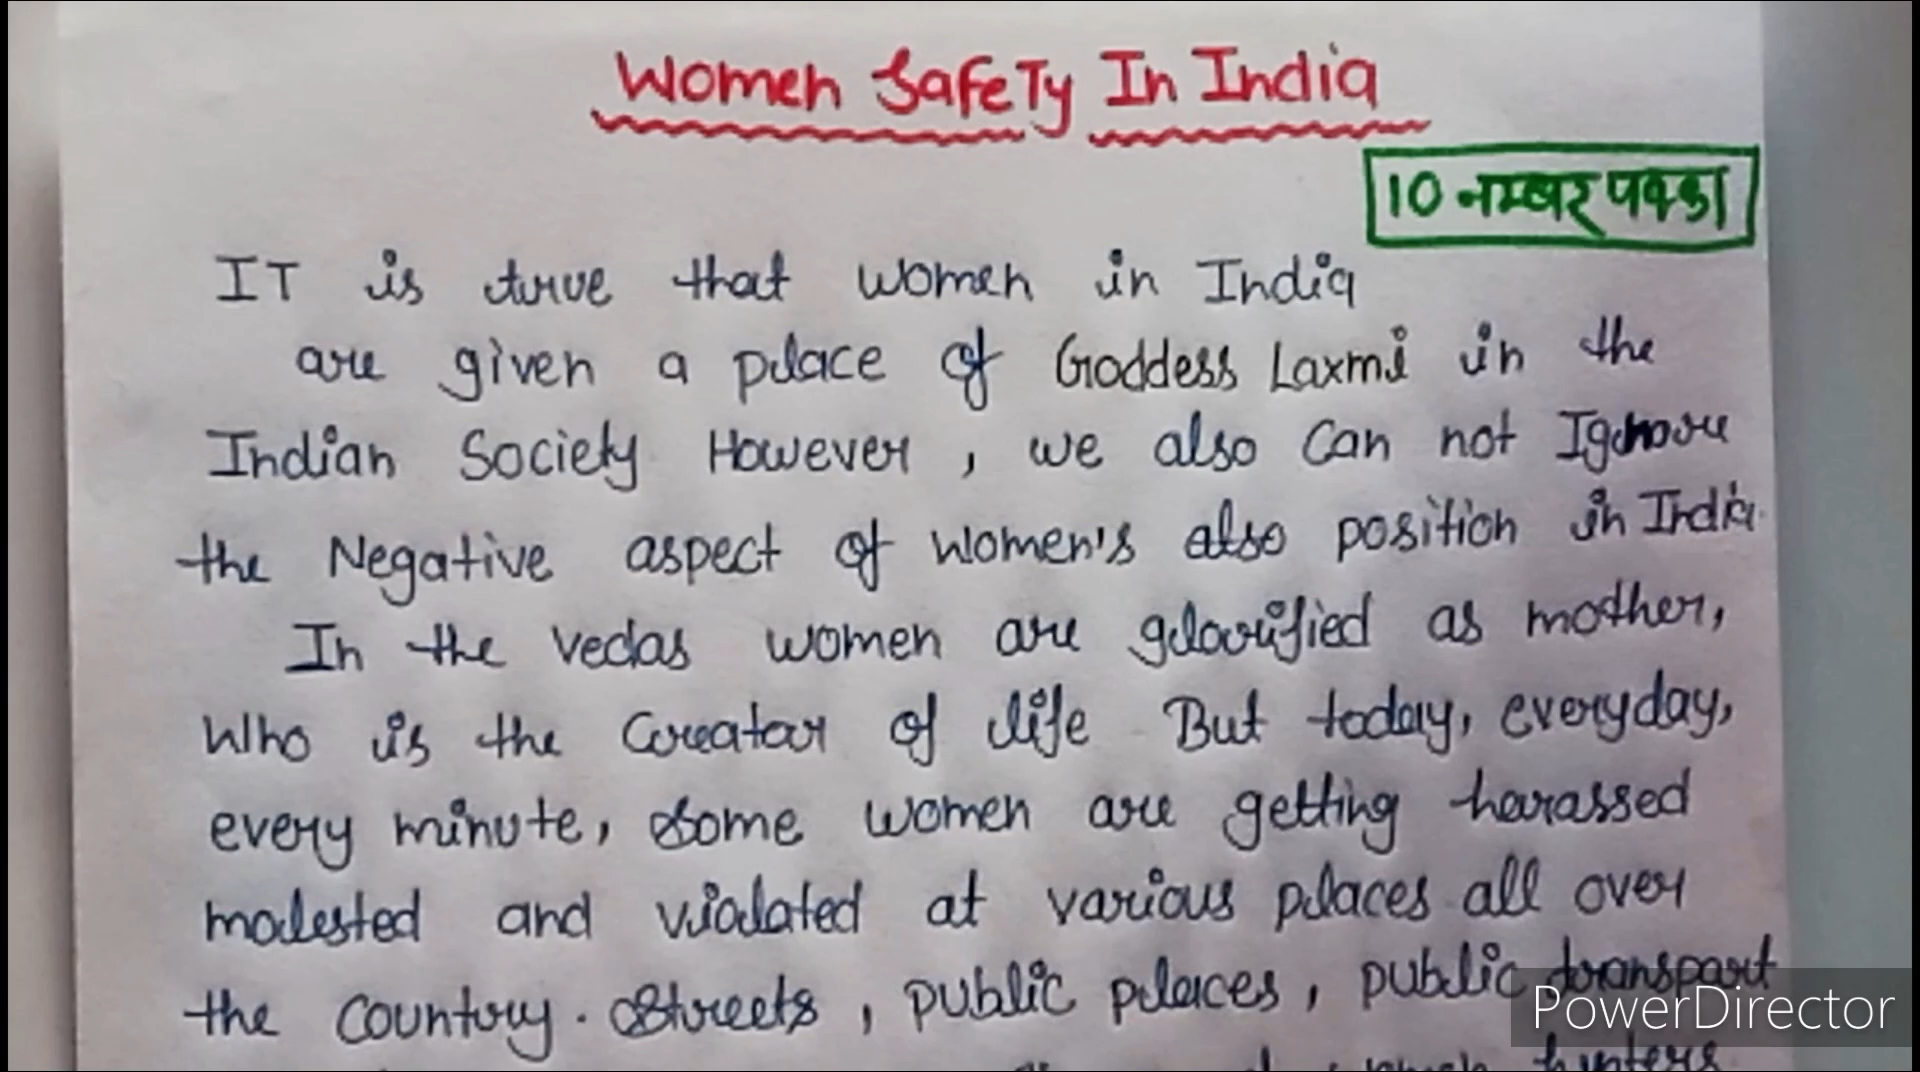 Women Safety In India
10 नम्बर पक्का
IT is true that women in India
are given a place of Goddess Laxmi in the
Indian Society However, we also Can not Ignore
the Negative aspect of women's also position in India.
In the vedas women are glorified as mother,
Who is the Creator of life But today, everyday,
every minute, some women are getting harassed
molested and violated at various places all over
the country. Streets, public places, public transport
PowerDirector
hunters